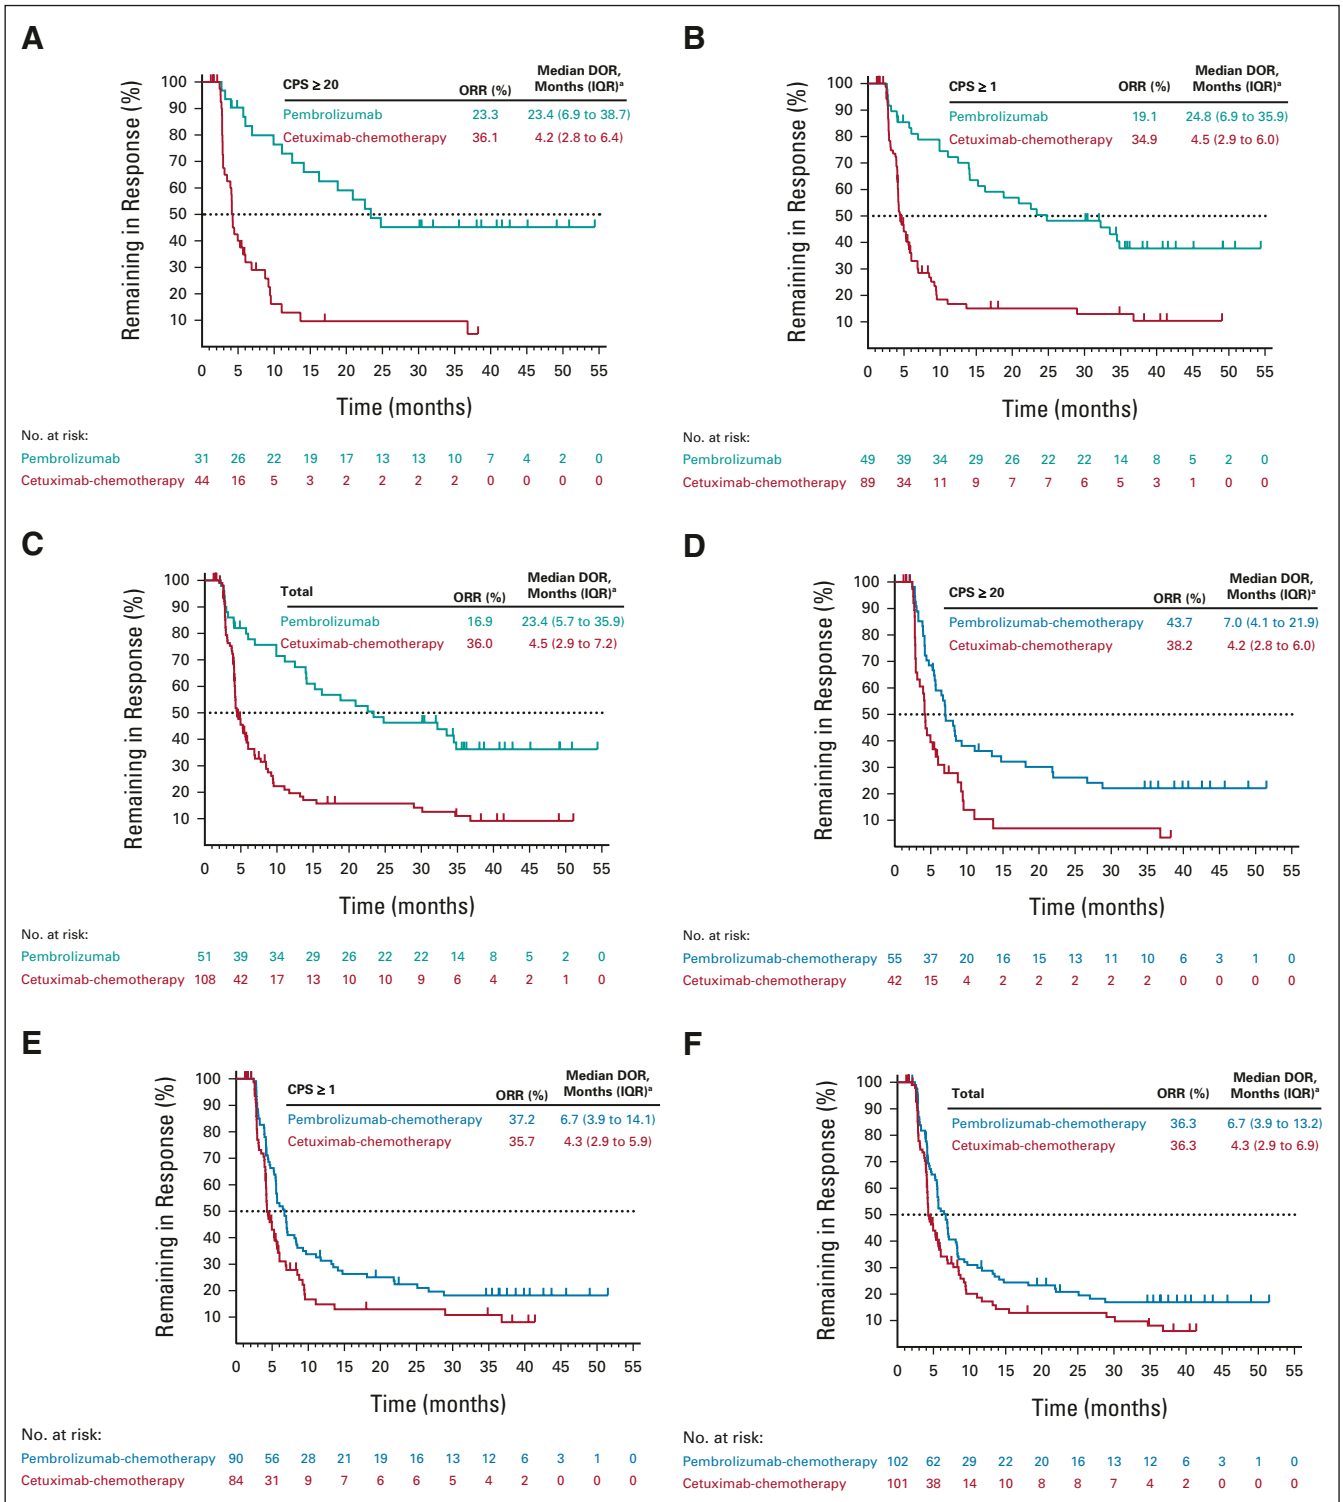 A
Remaining in Response (%)
100
90
80
70
60
50
40
30
20
10
CPS ≥ 20 ORR (%) Median DOR, Months (IQR)ᵃ
Pembrolizumab 23.3 23.4 (6.9 to 38.7)
Cetuximab-chemotherapy 36.1 4.2 (2.8 to 6.4)
0 5 10 15 20 25 30 35 40 45 50 55
Time (months)
No. at risk:
Pembrolizumab 31 26 22 19 17 13 13 10 7 4 2 0
Cetuximab-chemotherapy 44 16 5 3 2 2 2 2 0 0 0 0
B
Remaining in Response (%)
100
90
80
70
60
50
40
30
20
10
CPS ≥ 1 ORR (%) Median DOR, Months (IQR)ᵃ
Pembrolizumab 19.1 24.8 (6.9 to 35.9)
Cetuximab-chemotherapy 34.9 4.5 (2.9 to 6.0)
0 5 10 15 20 25 30 35 40 45 50 55
Time (months)
No. at risk:
Pembrolizumab 49 39 34 29 26 22 22 14 8 5 2 0
Cetuximab-chemotherapy 89 34 11 9 7 7 6 5 3 1 0 0
C
Remaining in Response (%)
100
90
80
70
60
50
40
30
20
10
Total ORR (%) Median DOR, Months (IQR)ᵃ
Pembrolizumab 16.9 23.4 (5.7 to 35.9)
Cetuximab-chemotherapy 36.0 4.5 (2.9 to 7.2)
0 5 10 15 20 25 30 35 40 45 50 55
Time (months)
No. at risk:
Pembrolizumab 51 39 34 29 26 22 22 14 8 5 2 0
Cetuximab-chemotherapy 108 42 17 13 10 10 9 6 4 2 1 0
D
Remaining in Response (%)
100
90
80
70
60
50
40
30
20
10
CPS ≥ 20 ORR (%) Median DOR, Months (IQR)ᵃ
Pembrolizumab-chemotherapy 43.7 7.0 (4.1 to 21.9)
Cetuximab-chemotherapy 38.2 4.2 (2.8 to 6.0)
0 5 10 15 20 25 30 35 40 45 50 55
Time (months)
No. at risk:
Pembrolizumab-chemotherapy 55 37 20 16 15 13 11 10 6 3 1 0
Cetuximab-chemotherapy 42 15 4 2 2 2 2 2 0 0 0 0
E
Remaining in Response (%)
100
90
80
70
60
50
40
30
20
10
CPS ≥ 1 ORR (%) Median DOR, Months (IQR)ᵃ
Pembrolizumab-chemotherapy 37.2 6.7 (3.9 to 14.1)
Cetuximab-chemotherapy 35.7 4.3 (2.9 to 5.9)
0 5 10 15 20 25 30 35 40 45 50 55
Time (months)
No. at risk:
Pembrolizumab-chemotherapy 90 56 28 21 19 16 13 12 6 3 1 0
Cetuximab-chemotherapy 84 31 9 7 6 6 5 4 2 0 0 0
F
Remaining in Response (%)
100
90
80
70
60
50
40
30
20
10
Total ORR (%) Median DOR, Months (IQR)ᵃ
Pembrolizumab-chemotherapy 36.3 6.7 (3.9 to 13.2)
Cetuximab-chemotherapy 36.3 4.3 (2.9 to 6.9)
0 5 10 15 20 25 30 35 40 45 50 55
Time (months)
No. at risk:
Pembrolizumab-chemotherapy 102 62 29 22 20 16 13 12 6 3 1 0
Cetuximab-chemotherapy 101 38 14 10 8 8 7 4 2 0 0 0